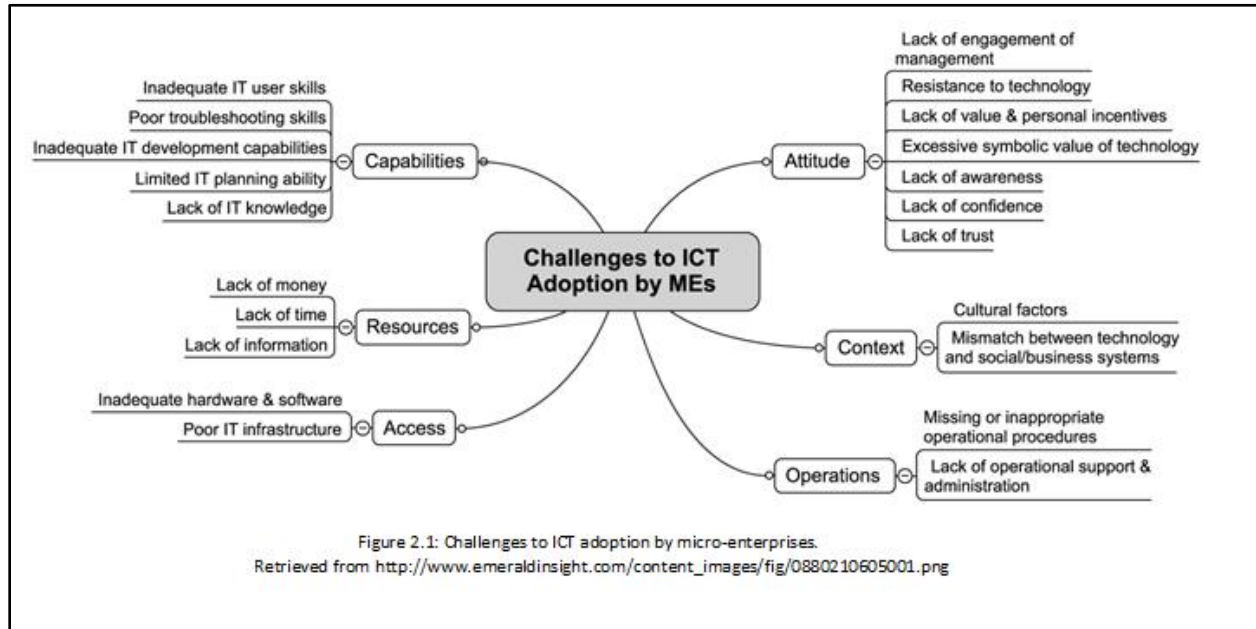 Challenges to ICT
Adoption by MEs
Capabilities
Inadequate IT user skills
Poor troubleshooting skills
Inadequate IT development capabilities
Limited IT planning ability
Lack of IT knowledge
Resources
Lack of money
Lack of time
Lack of information
Access
Inadequate hardware & software
Poor IT infrastructure
Attitude
Lack of engagement of
management
Resistance to technology
Lack of value & personal incentives
Excessive symbolic value of technology
Lack of awareness
Lack of confidence
Lack of trust
Context
Cultural factors
Mismatch between technology
and social/business systems
Operations
Missing or inappropriate
operational procedures
Lack of operational support &
administration
Figure 2.1: Challenges to ICT adoption by micro-enterprises.
Retrieved from http://www.emeraldinsight.com/content_images/fig/0880210605001.png